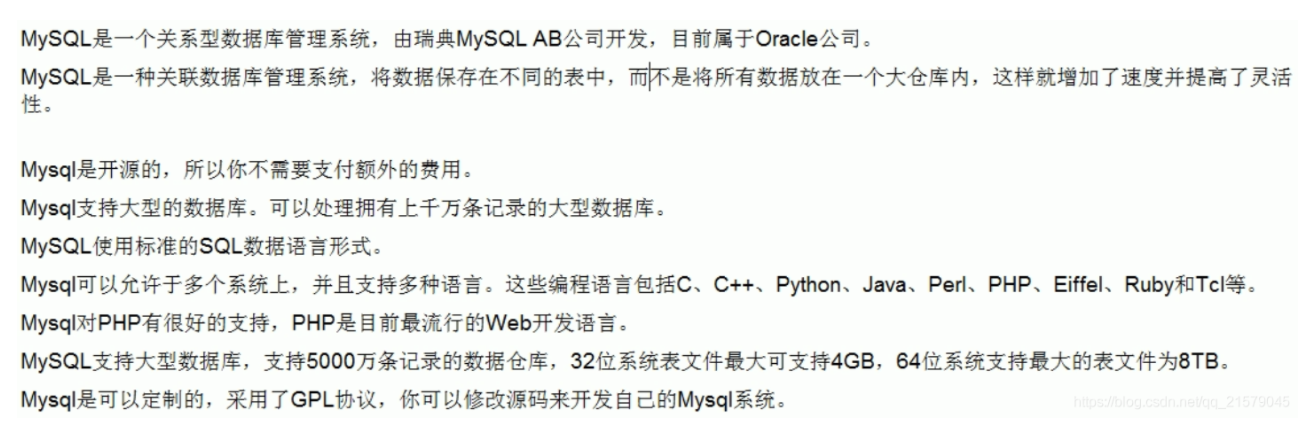 MySQL是一个关系型数据库管理系统，由瑞典MySQL AB公司开发，目前属于Oracle公司。
MySQL是一种关联数据库管理系统，将数据保存在不同的表中，而不是将所有数据放在一个大仓库内，这样就增加了速度并提高了灵活
性。
Mysql是开源的，所以你不需要支付额外的费用。
Mysql支持大型的数据库。可以处理拥有上千万条记录的大型数据库。
MySQL使用标准的SQL数据语言形式。
Mysql可以允许于多个系统上，并且支持多种语言。这些编程语言包括C、C++、Python、Java、Perl、PHP、Eiffel、Ruby和Tcl等。
Mysql对PHP有很好的支持，PHP是目前最流行的Web开发语言。
MySQL支持大型数据库，支持5000万条记录的数据仓库，32位系统表文件最大可支持4GB，64位系统支持最大的表文件为8TB。
Mysql是可以定制的，采用了GPL协议，你可以修改源码来开发自己的Mysql系统。
https://blog.csdn.net/qq_21579045